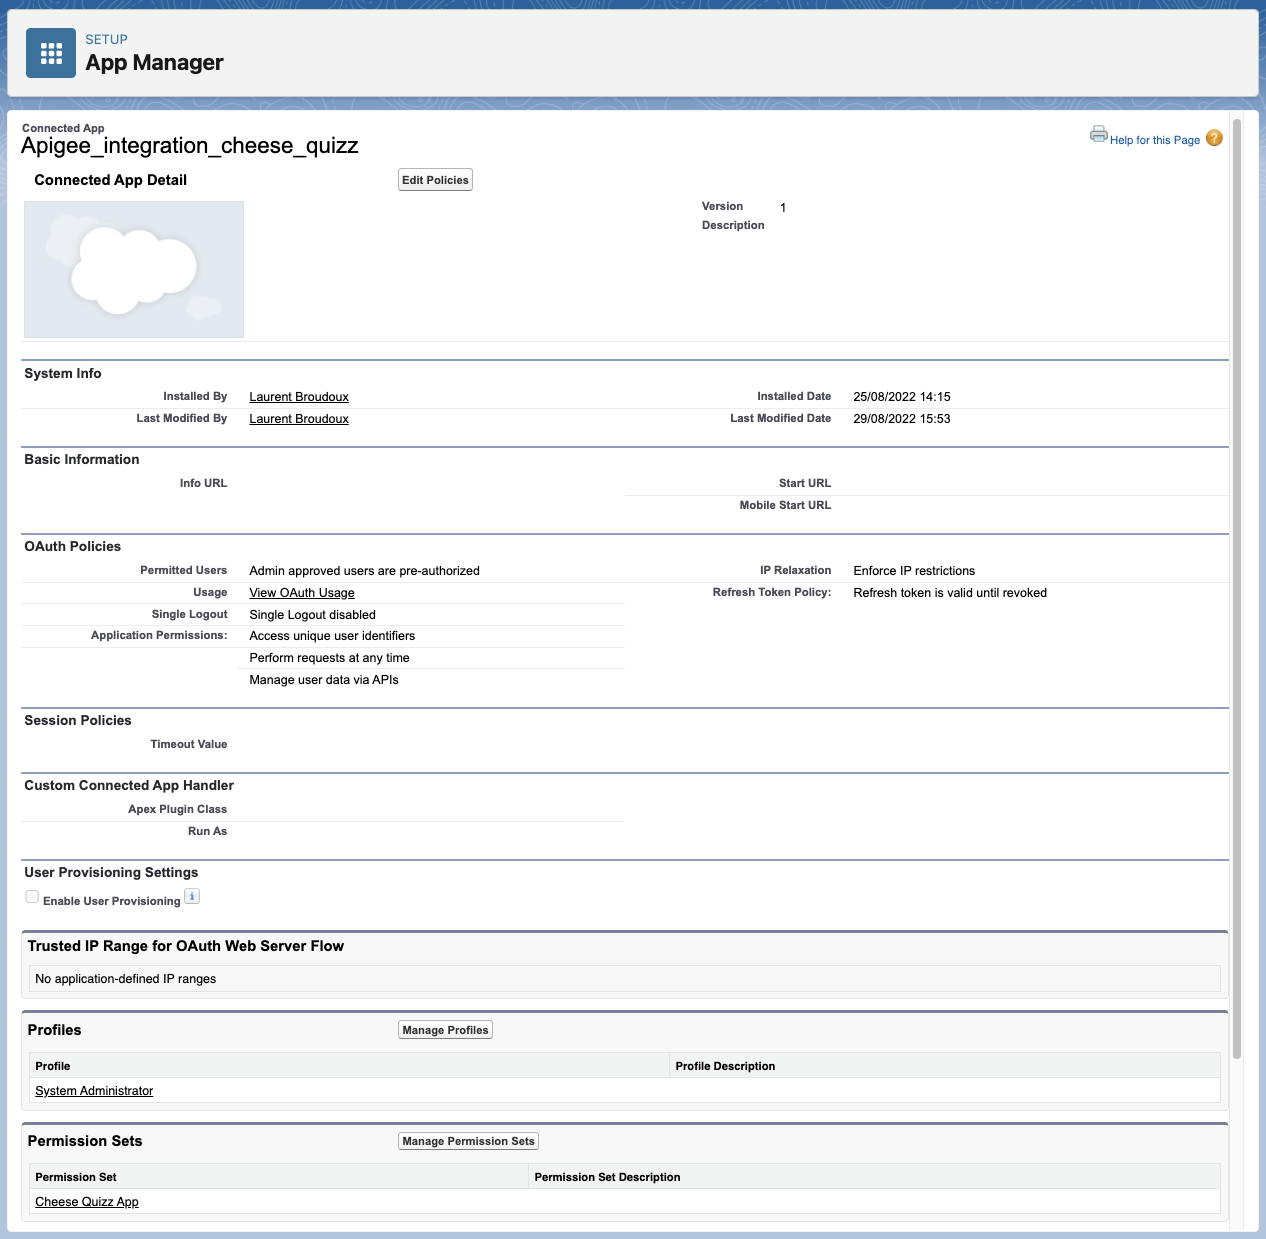 SETUP
App Manager
Connected App
Apigee_integration_cheese_quizz
Help for this Page ?
Connected App Detail
Edit Policies
Version 1
Description
System Info
Installed By Laurent Broudoux Installed Date 25/08/2022 14:15
Last Modified By Laurent Broudoux Last Modified Date 29/08/2022 15:53
Basic Information
Info URL Start URL
Mobile Start URL
OAuth Policies
Permitted Users Admin approved users are pre-authorized IP Relaxation Enforce IP restrictions
Usage View OAuth Usage Refresh Token Policy: Refresh token is valid until revoked
Single Logout Single Logout disabled
Application Permissions: Access unique user identifiers
Perform requests at any time
Manage user data via APIs
Session Policies
Timeout Value
Custom Connected App Handler
Apex Plugin Class
Run As
User Provisioning Settings
Enable User Provisioning i
Trusted IP Range for OAuth Web Server Flow
No application-defined IP ranges
Profiles Manage Profiles
Profile Profile Description
System Administrator
Permission Sets Manage Permission Sets
Permission Set Permission Set Description
Cheese Quizz App